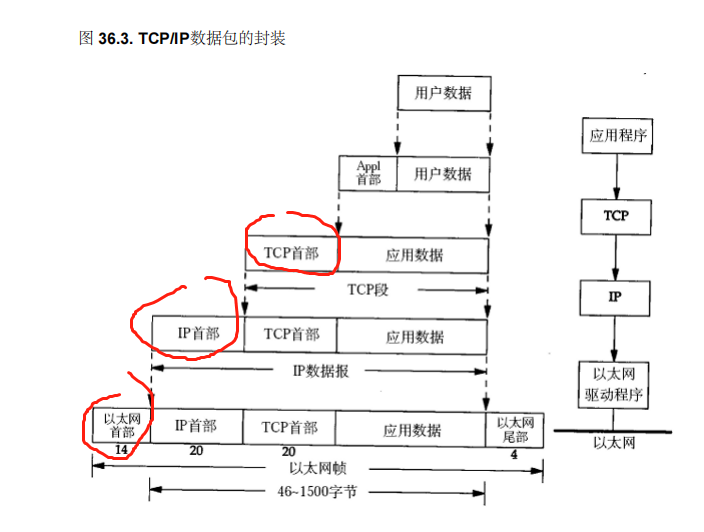 图 36.3. TCP/IP数据包的封装
用户数据
Appl
首部
用户数据
TCP首部
应用数据
TCP段
IP首部
TCP首部
应用数据
IP数据报
以太网
首部
IP首部
TCP首部
应用数据
以太网
尾部
14
20
20
4
以太网帧
46~1500字节
应用程序
TCP
IP
以太网
驱动程序
以太网